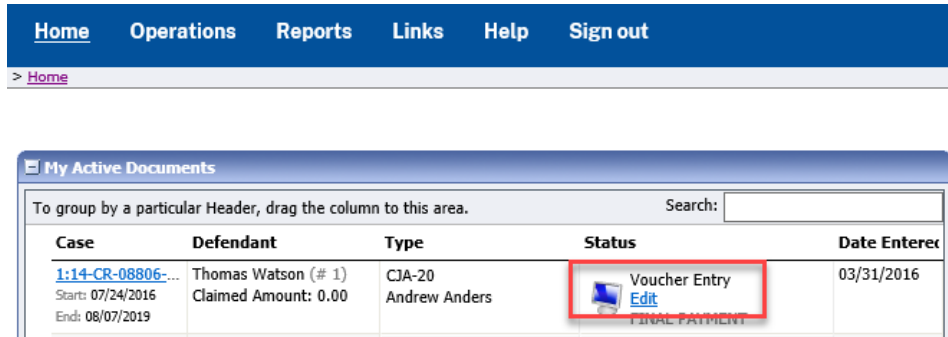 Home Operations Reports Links Help Sign out
> Home
My Active Documents
To group by a particular Header, drag the column to this area. Search:
Case Defendant Type Status Date Entered
1:14-CR-08806-... Thomas Watson (# 1) CJA-20 Voucher Entry 03/31/2016
Start: 07/24/2016 Claimed Amount: 0.00 Andrew Anders Edit
End: 08/07/2019 FINAL PAYMENT